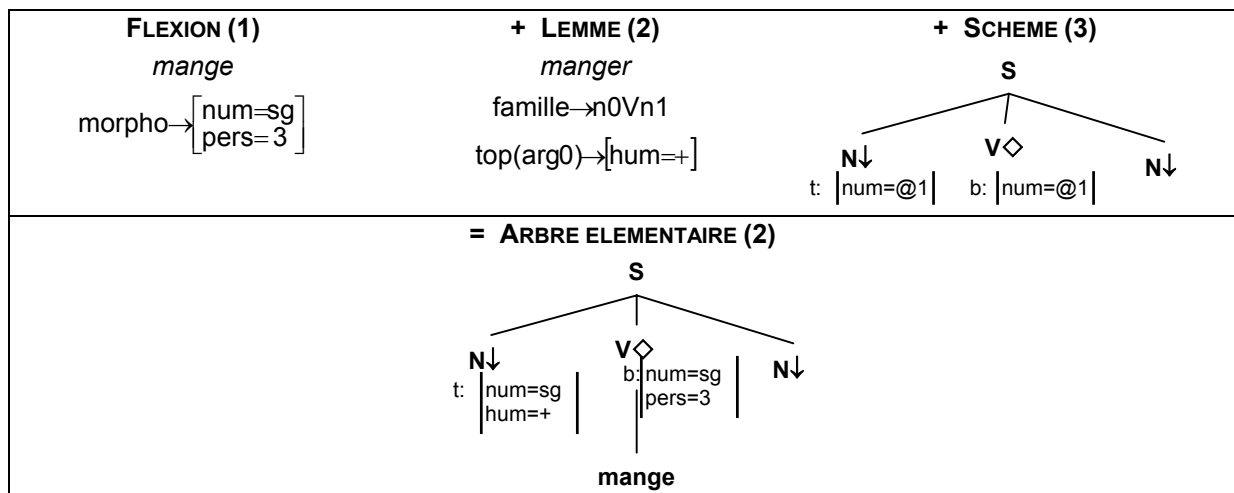 FLEXION (1) + LEMME (2) + SCHEME (3)
mange manger S
morpho→[num=sg pers=3]
famille→n0Vn1
top(arg0)→[hum=+]
N↓ V◇ N↓
t: |num=@1| b: |num=@1|
= ARBRE ELEMENTAIRE (2)
S
N↓ V◇ N↓
t: |num=sg b: |num=sg
hum=+ pers=3
mange